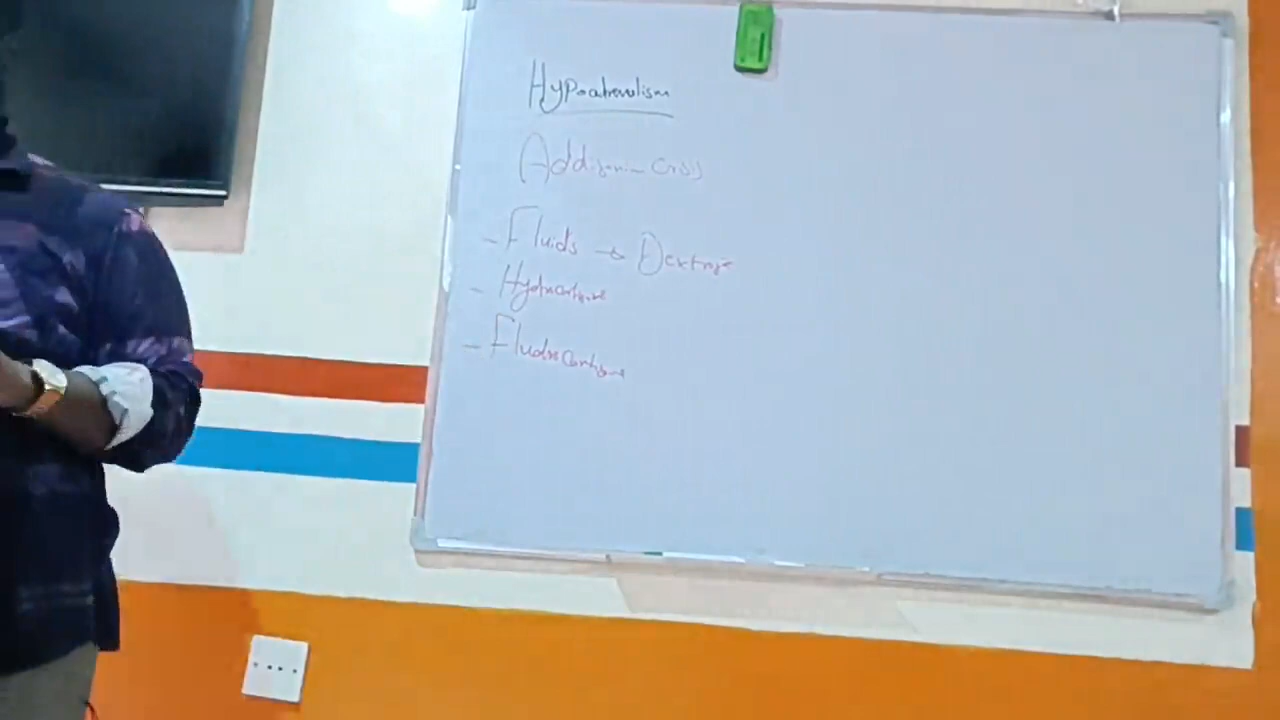 Hypoadrenalism
Addisonian Crisis
- Fluids → Dextrose
- Hydrocortisone
- Fludrocortisone